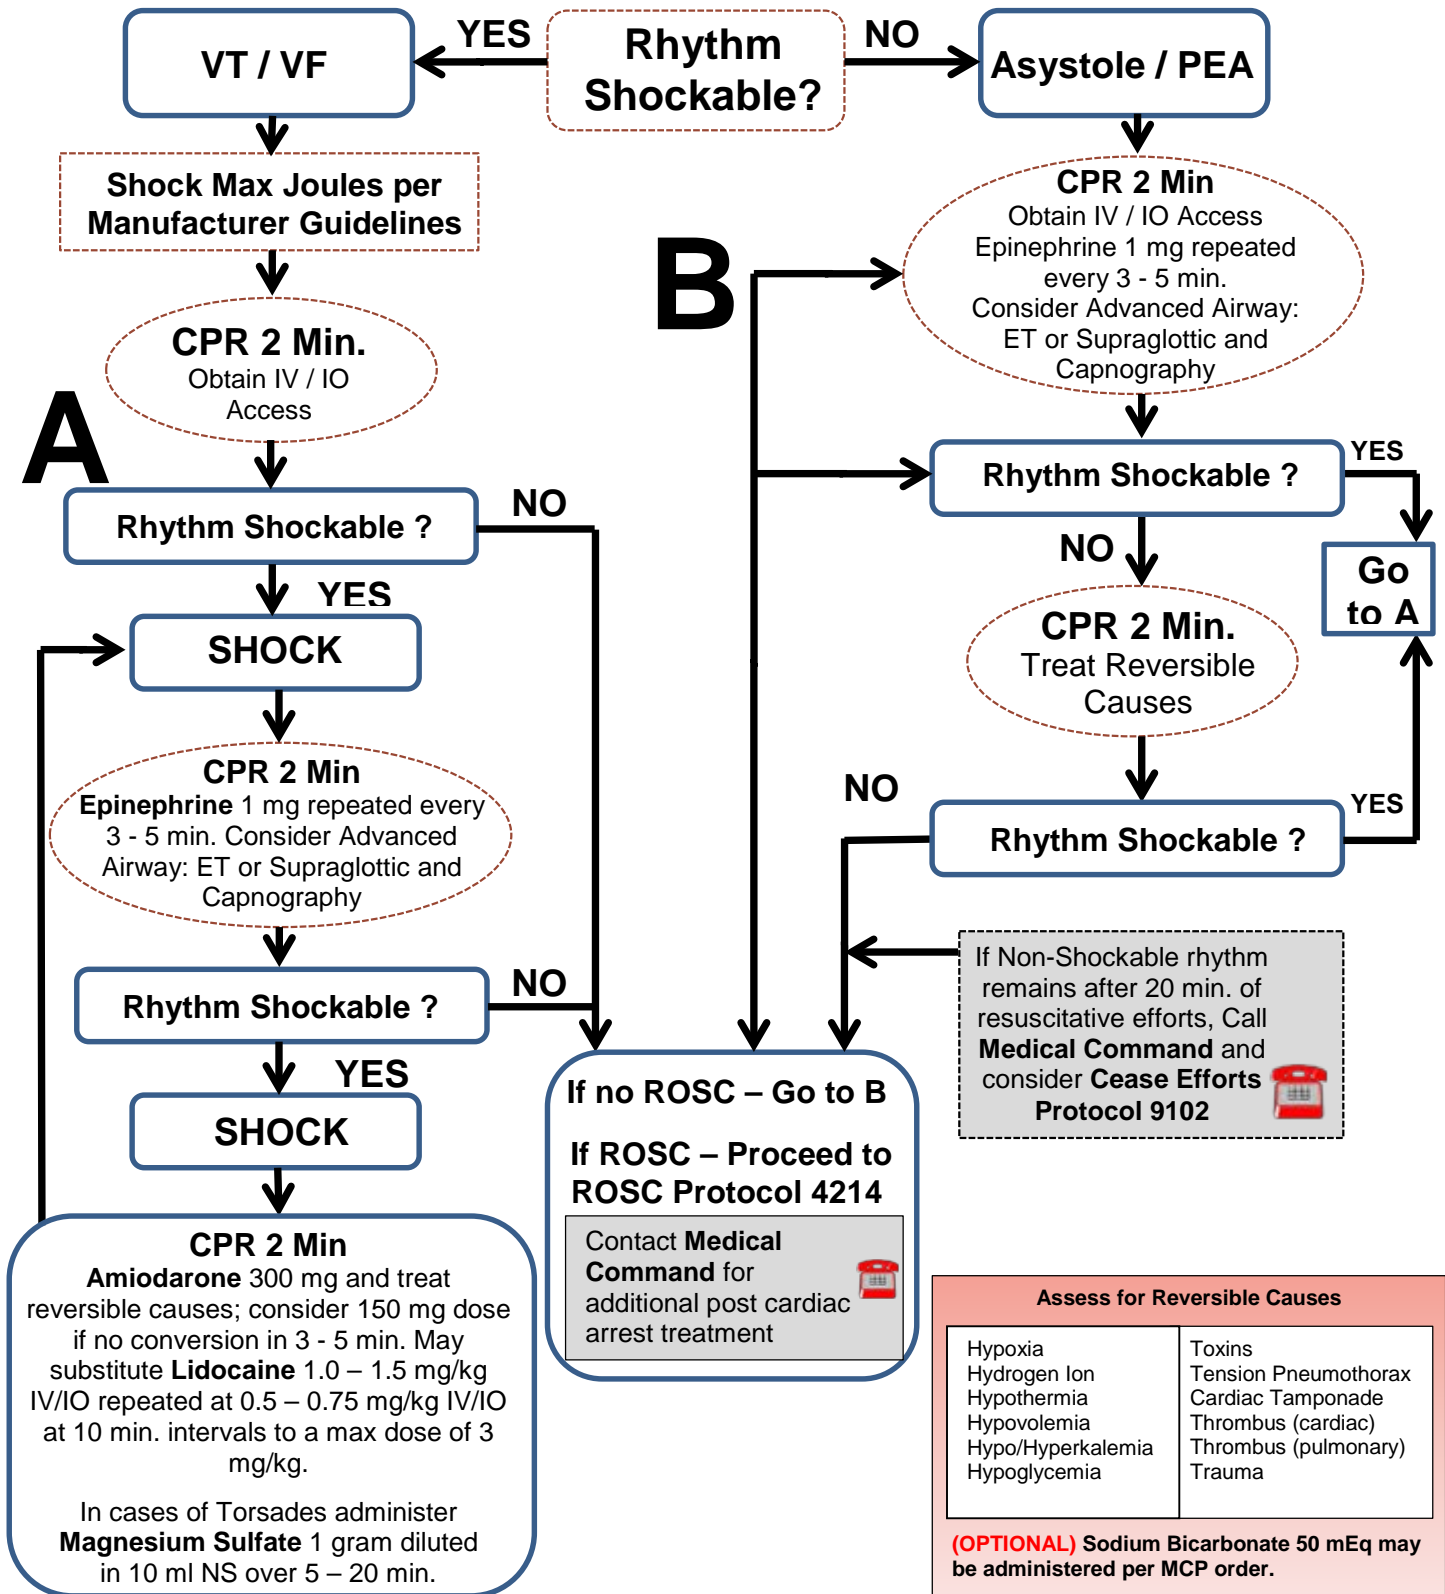 Rhythm
Shockable?
YES
NO
VT / VF
Shock Max Joules per
Manufacturer Guidelines
CPR 2 Min.
Obtain IV / IO
Access
A
Rhythm Shockable ?
NO
YES
SHOCK
CPR 2 Min
Epinephrine 1 mg repeated every
3 - 5 min. Consider Advanced
Airway: ET or Supraglottic and
Capnography
Rhythm Shockable ?
NO
YES
SHOCK
CPR 2 Min
Amiodarone 300 mg and treat
reversible causes; consider 150 mg dose
if no conversion in 3 - 5 min. May
substitute Lidocaine 1.0 – 1.5 mg/kg
IV/IO repeated at 0.5 – 0.75 mg/kg IV/IO
at 10 min. intervals to a max dose of 3
mg/kg.
In cases of Torsades administer
Magnesium Sulfate 1 gram diluted
in 10 ml NS over 5 – 20 min.
Asystole / PEA
B
CPR 2 Min
Obtain IV / IO Access
Epinephrine 1 mg repeated
every 3 - 5 min.
Consider Advanced Airway:
ET or Supraglottic and
Capnography
Rhythm Shockable ?
YES
NO
Go
to A
CPR 2 Min.
Treat Reversible
Causes
Rhythm Shockable ?
YES
NO
If Non-Shockable rhythm
remains after 20 min. of
resuscitative efforts, Call
Medical Command and
consider Cease Efforts
Protocol 9102
If no ROSC – Go to B
If ROSC – Proceed to
ROSC Protocol 4214
Contact Medical
Command for
additional post cardiac
arrest treatment
Assess for Reversible Causes
Hypoxia
Hydrogen Ion
Hypothermia
Hypovolemia
Hypo/Hyperkalemia
Hypoglycemia
Toxins
Tension Pneumothorax
Cardiac Tamponade
Thrombus (cardiac)
Thrombus (pulmonary)
Trauma
(OPTIONAL) Sodium Bicarbonate 50 mEq may
be administered per MCP order.